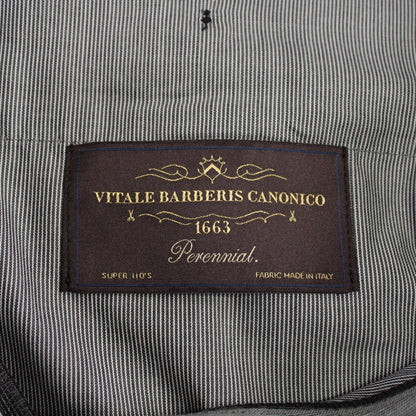 VITALE BARBERIS CANONICO
1663
Perennial.
SUPER 110'S FABRIC MADE IN ITALY